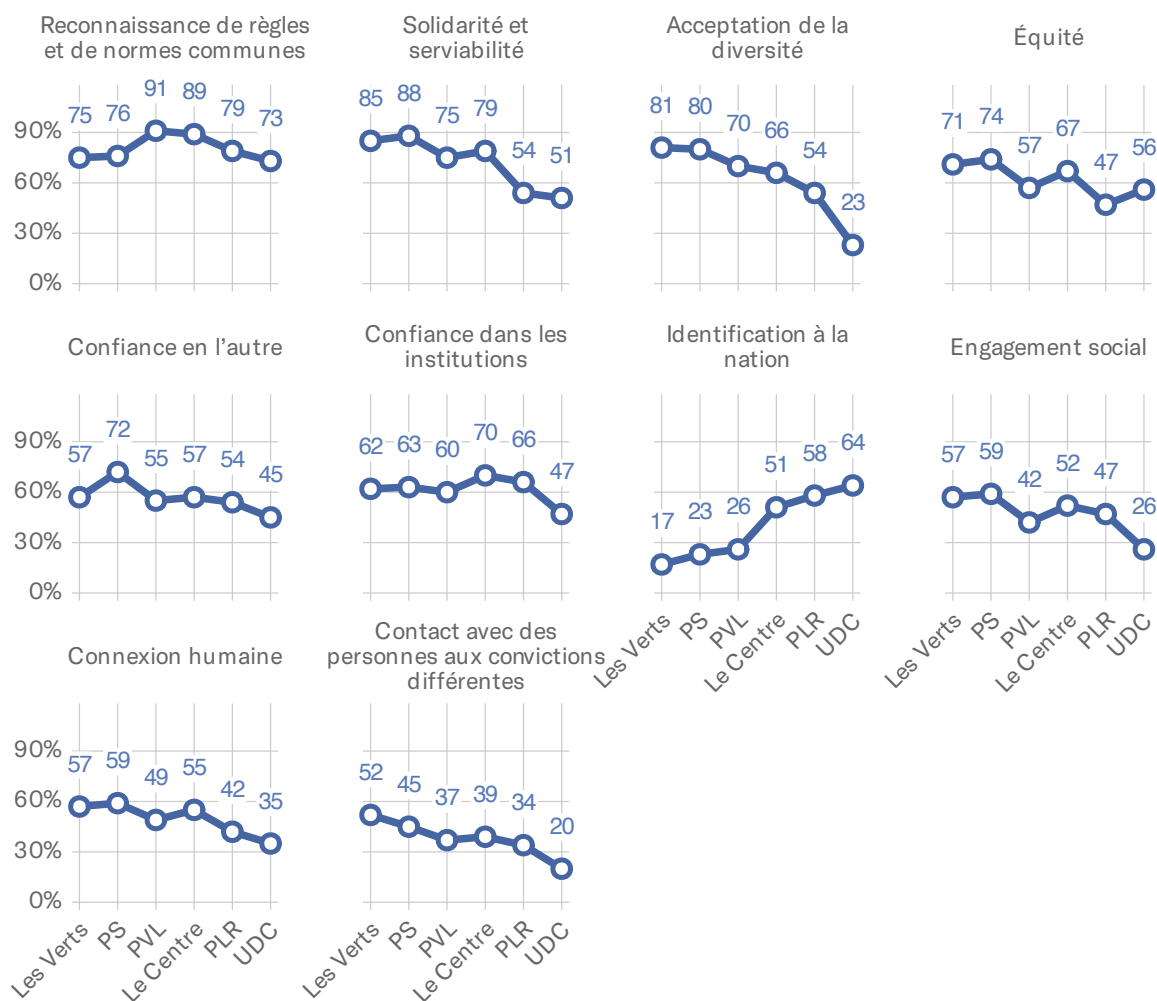 Reconnaissance de règles
et de normes communes
Solidarité et
serviabilité
Acceptation de la
diversité
Équité
75 76 91 89 79 73
85 88 75 79 54 51
81 80 70 66 54 23
71 74 57 67 47 56
90%
60%
30%
0%
Confiance en l'autre
Confiance dans les
institutions
Identification à la
nation
Engagement social
57 72 55 57 54 45
62 63 60 70 66 47
17 23 26 51 58 64
57 59 42 52 47 26
90%
60%
30%
0%
Les Verts PS PVL Le Centre PLR UDC
Les Verts PS PVL Le Centre PLR UDC
Connexion humaine
Contact avec des
personnes aux convictions
différentes
57 59 49 55 42 35
52 45 37 39 34 20
90%
60%
30%
0%
Les Verts PS PVL Le Centre PLR UDC
Les Verts PS PVL Le Centre PLR UDC